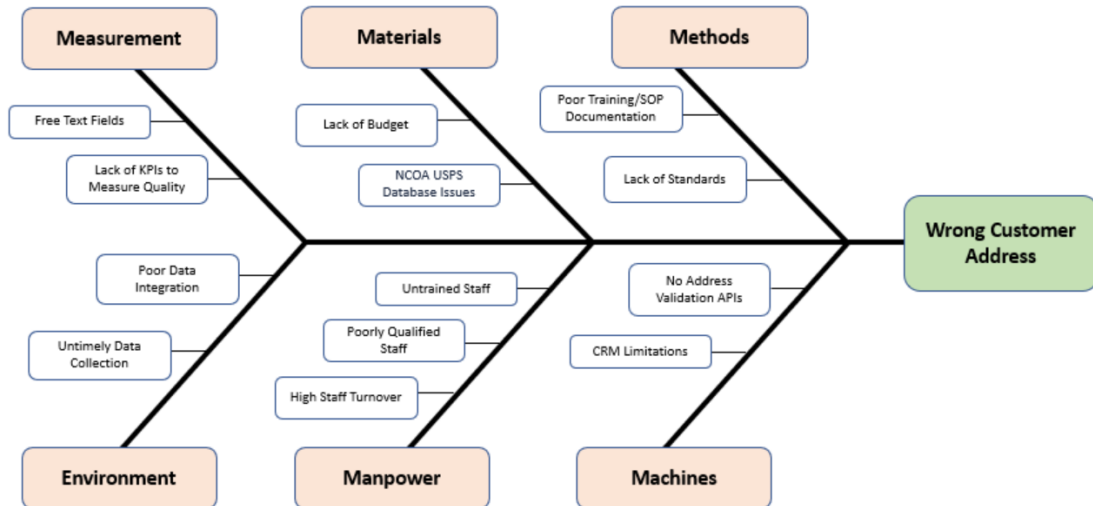 Measurement
Materials
Methods
Free Text Fields
Lack of KPIs to
Measure Quality
Lack of Budget
NCOA USPS
Database Issues
Poor Training/SOP
Documentation
Lack of Standards
Wrong Customer
Address
Poor Data
Integration
Untimely Data
Collection
Untrained Staff
Poorly Qualified
Staff
High Staff Turnover
No Address
Validation APIs
CRM Limitations
Environment
Manpower
Machines